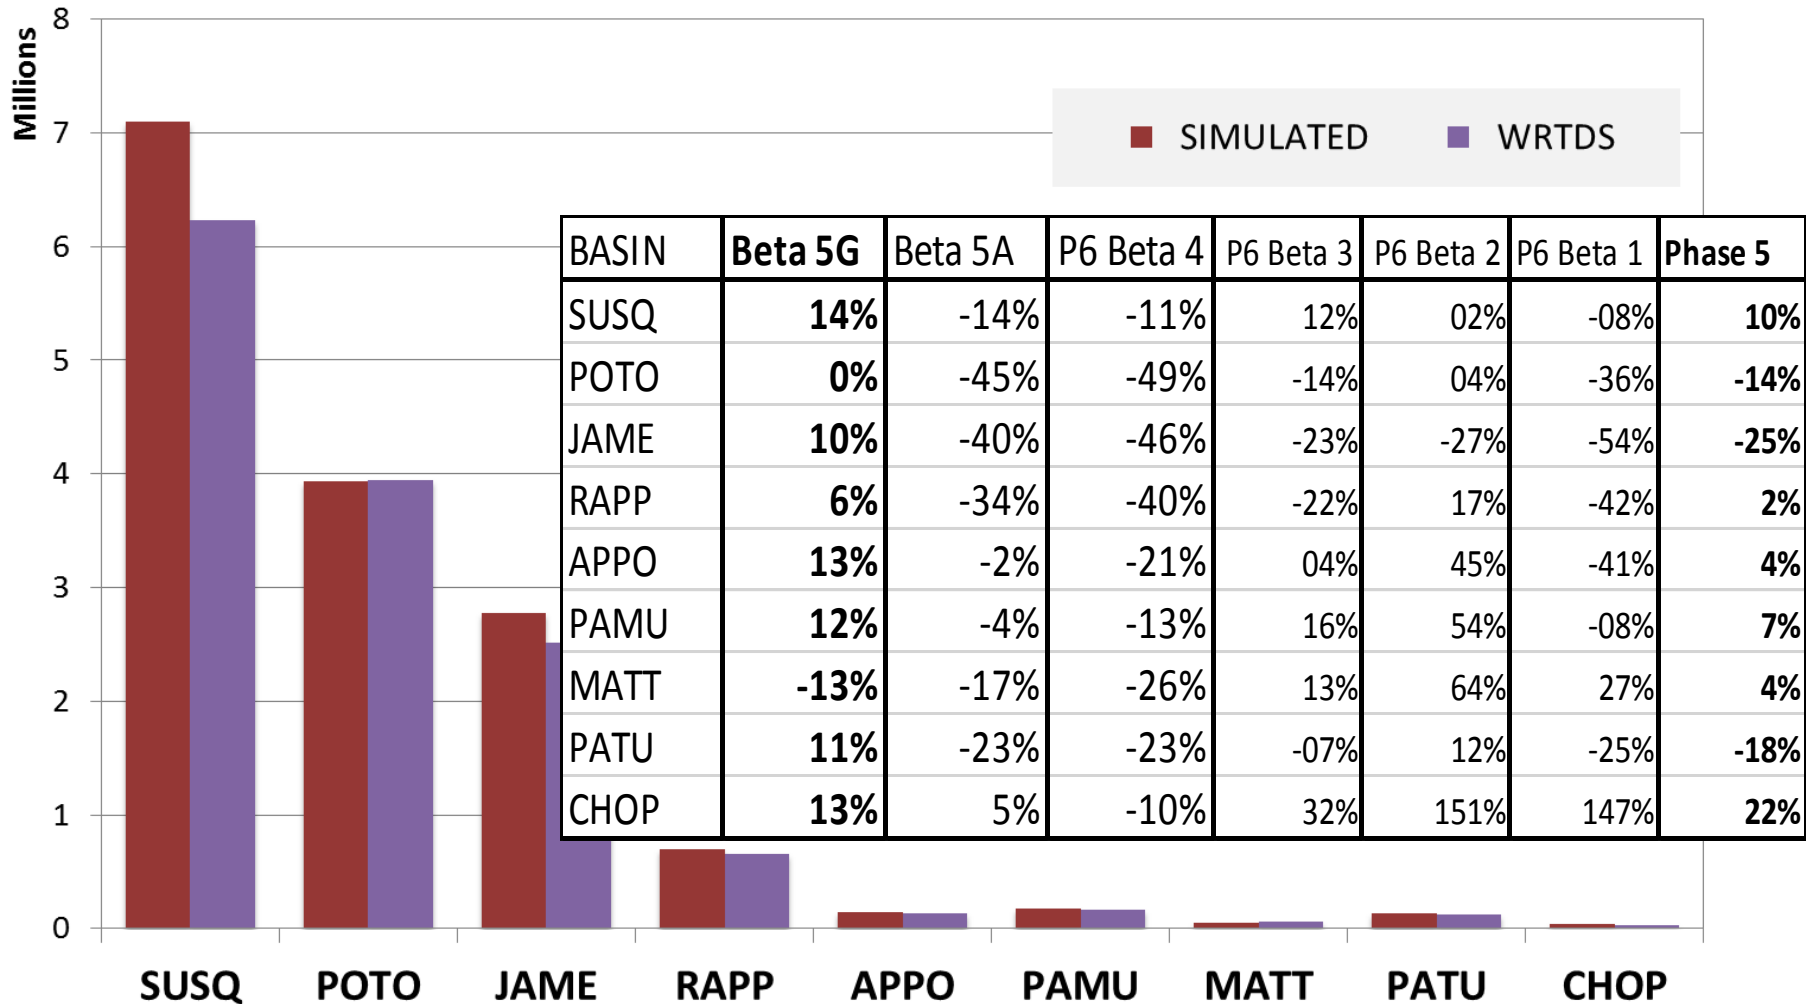 Millions
8
7
6
5
4
3
2
1
0
SIMULATED WRTDS
BASIN Beta 5G Beta 5A P6 Beta 4 P6 Beta 3 P6 Beta 2 P6 Beta 1 Phase 5
SUSQ 14% -14% -11% 12% 02% -08% 10%
POTO 0% -45% -49% -14% 04% -36% -14%
JAME 10% -40% -46% -23% -27% -54% -25%
RAPP 6% -34% -40% -22% 17% -42% 2%
APPO 13% -2% -21% 04% 45% -41% 4%
PAMU 12% -4% -13% 16% 54% -08% 7%
MATT -13% -17% -26% 13% 64% 27% 4%
PATU 11% -23% -23% -07% 12% -25% -18%
CHOP 13% 5% -10% 32% 151% 147% 22%
SUSQ POTO JAME RAPP APPO PAMU MATT PATU CHOP